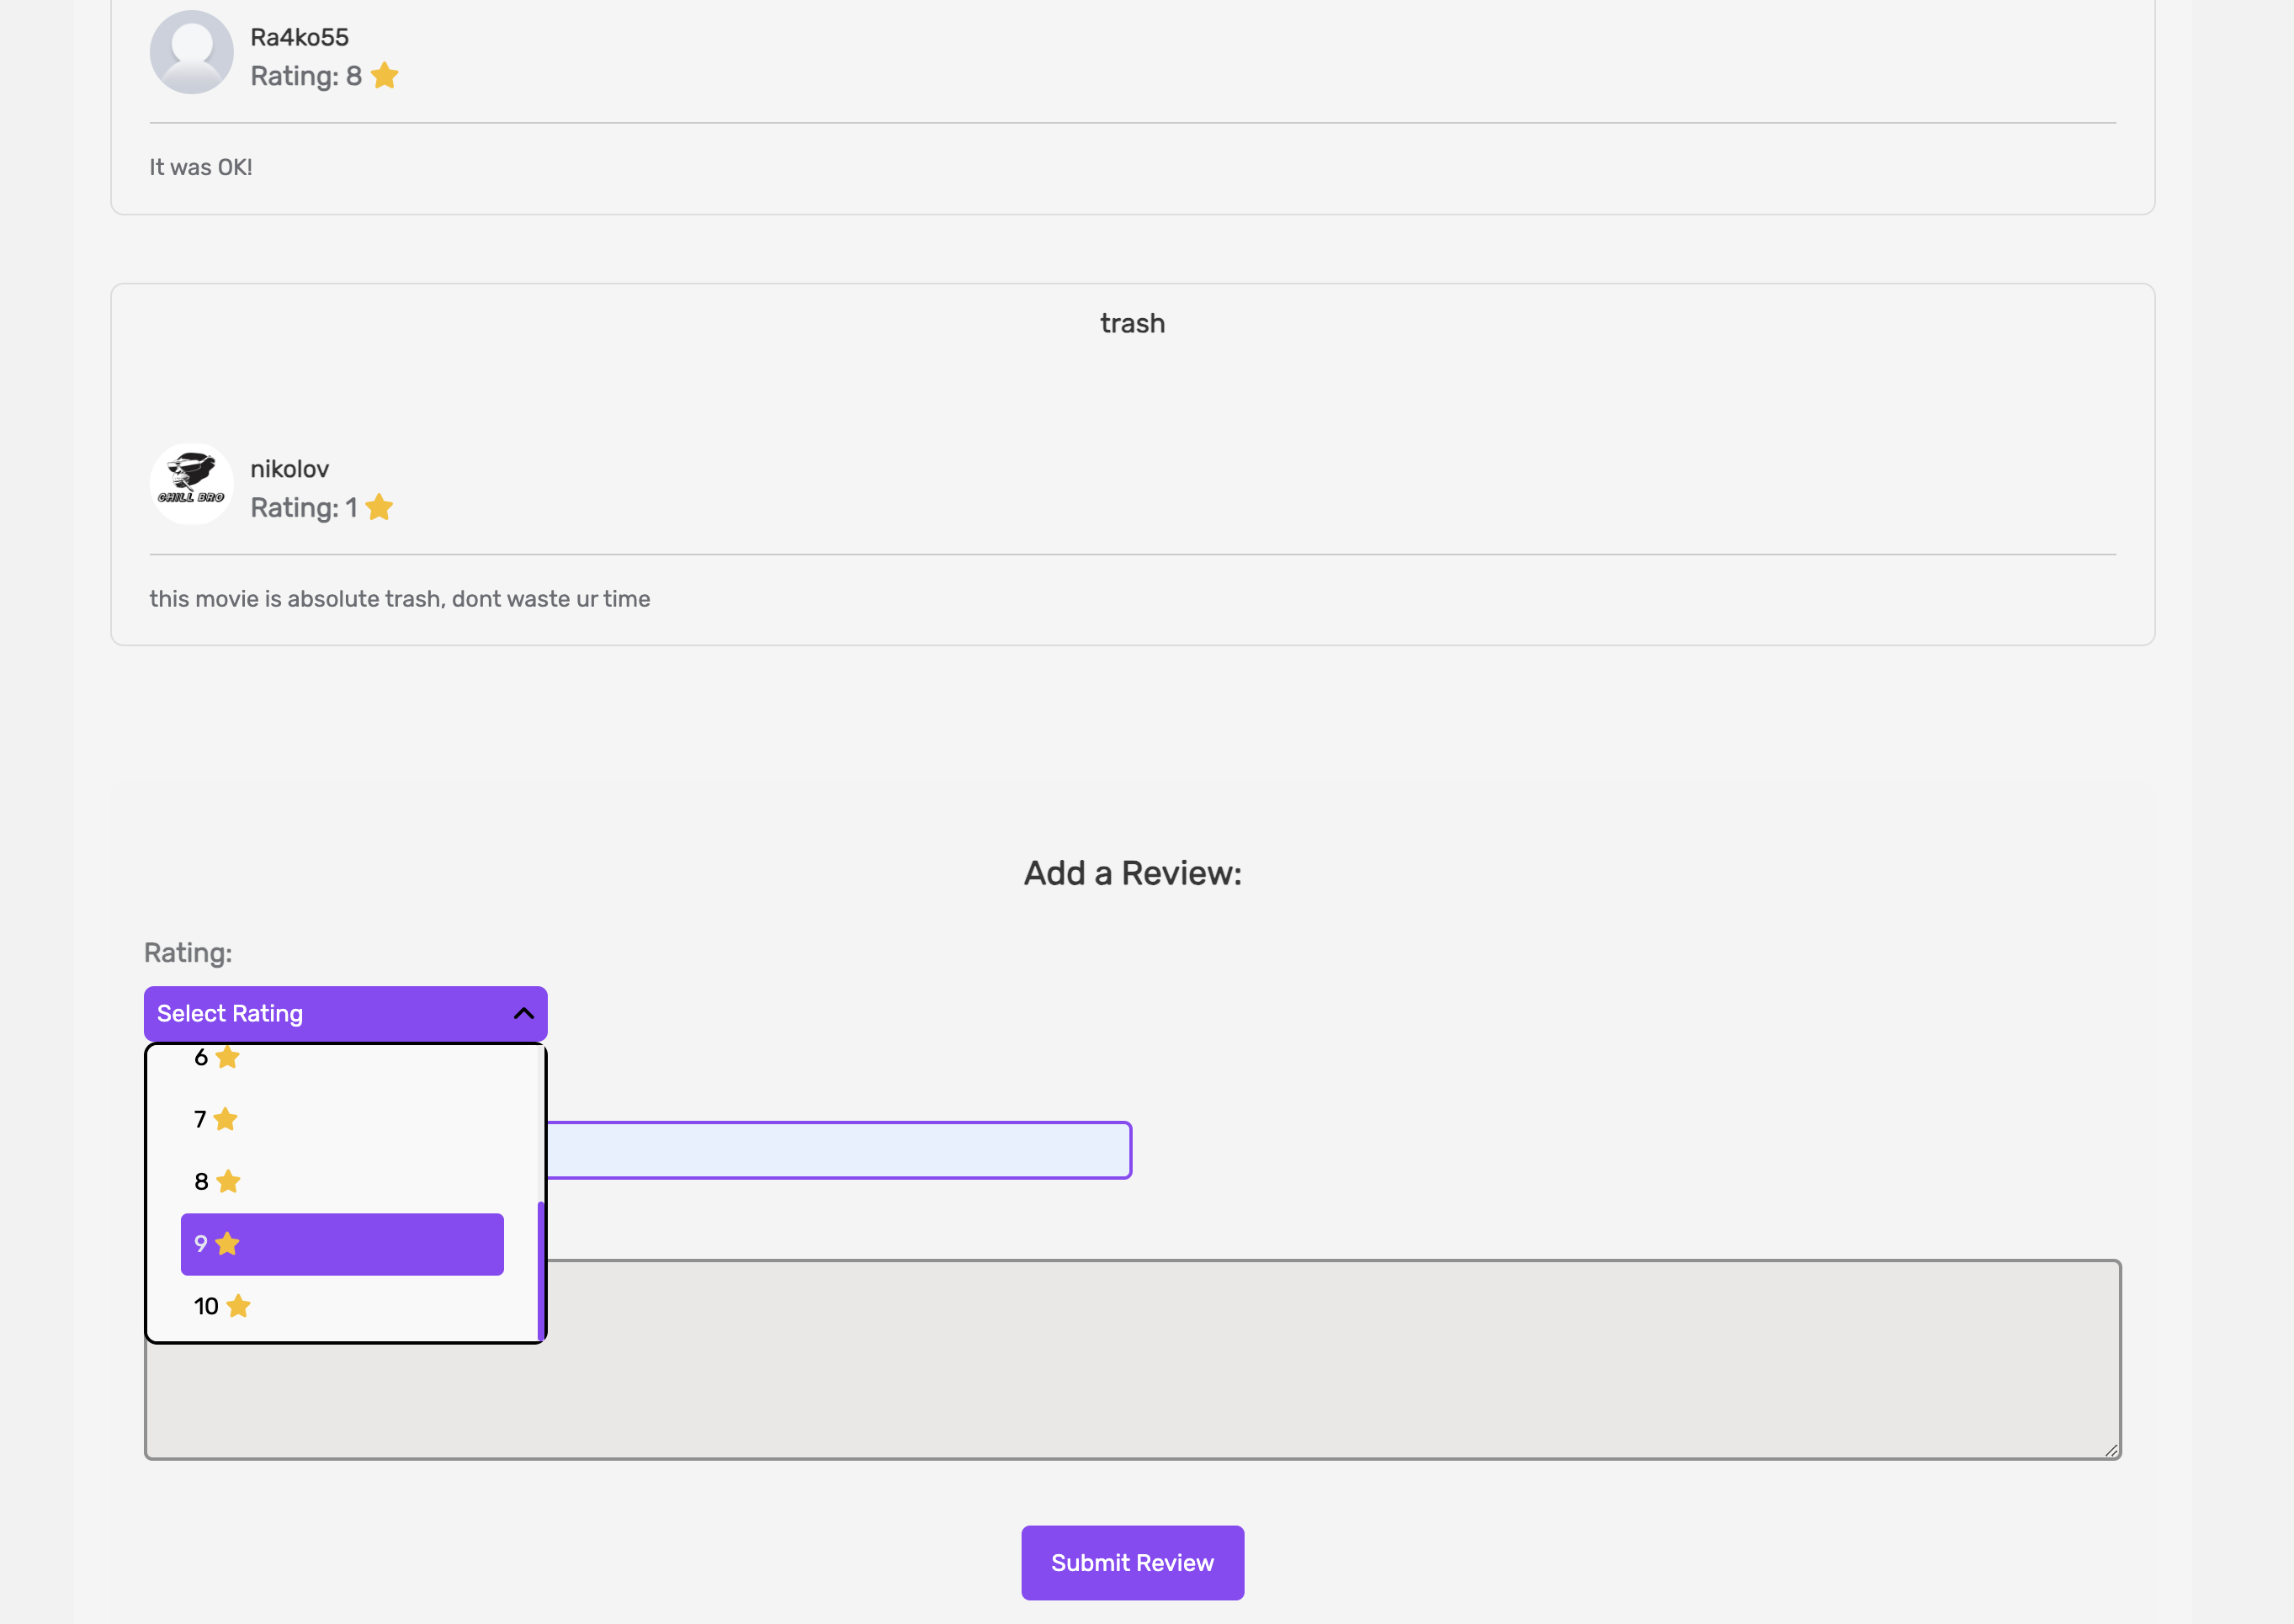 Ra4ko55
Rating: 8
It was OK!
trash
CHILL BRO
nikolov
Rating: 1
this movie is absolute trash, dont waste ur time
Add a Review:
Rating:
Select Rating
6
7
8
9
10
Submit Review